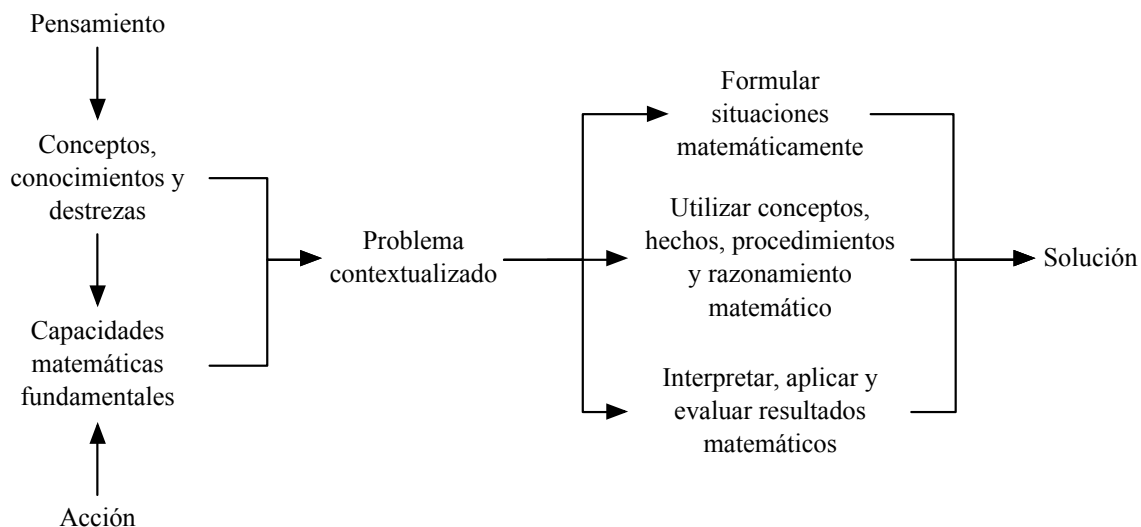 Pensamiento
Conceptos,
conocimientos y
destrezas
Capacidades
matemáticas
fundamentales
Acción
Problema
contextualizado
Formular
situaciones
matemáticamente
Utilizar conceptos,
hechos, procedimientos
y razonamiento
matemático
Interpretar, aplicar y
evaluar resultados
matemáticos
Solución